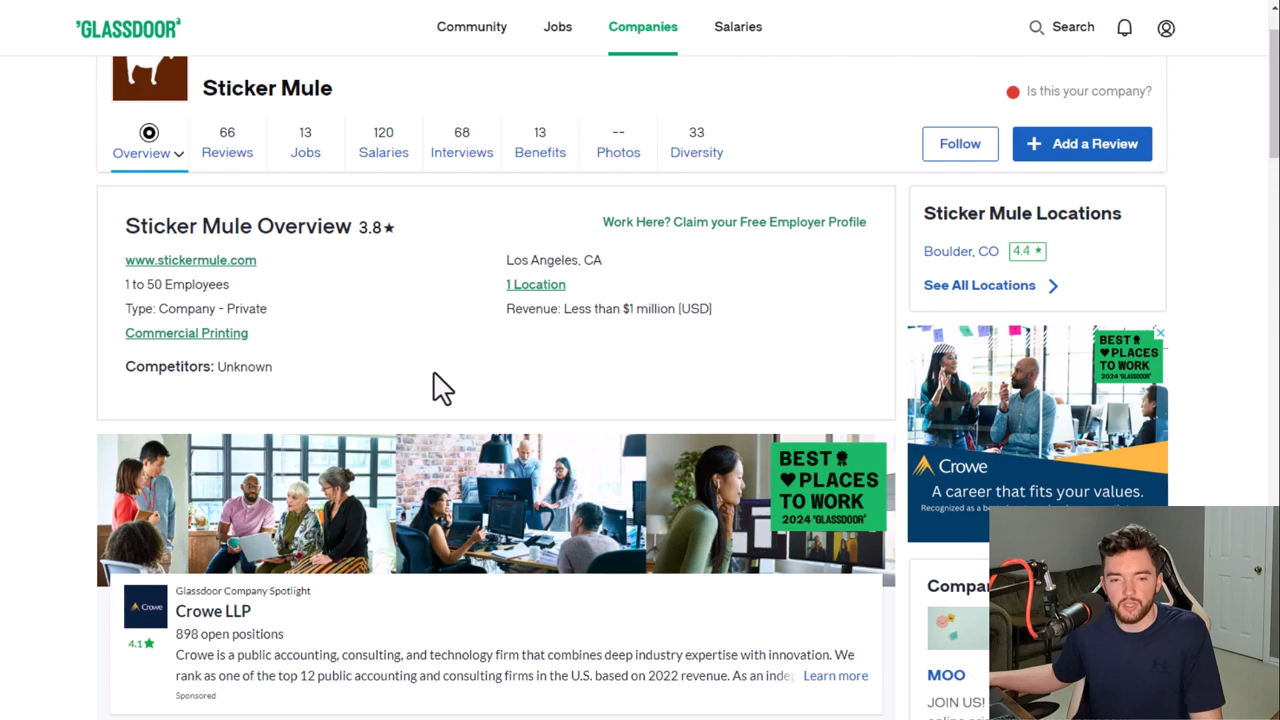 'GLASSDOOR'
Community
Jobs
Companies
Salaries
Search
Sticker Mule
Is this your company?
Overview
66
Reviews
13
Jobs
120
Salaries
68
Interviews
13
Benefits
--
Photos
33
Diversity
Follow
+ Add a Review
Sticker Mule Overview 3.8★
Work Here? Claim your Free Employer Profile
www.stickermule.com
Los Angeles, CA
1 to 50 Employees
1 Location
Type: Company - Private
Revenue: Less than $1 million (USD)
Commercial Printing
Competitors: Unknown
Sticker Mule Locations
Boulder, CO 4.4 ★
See All Locations
BEST
PLACES
TO WORK
2024 'GLASSDOOR'
Crowe
A career that fits your values.
Recognized as a
BEST
PLACES
TO WORK
2024 'GLASSDOOR'
Crowe
4.1★
Glassdoor Company Spotlight
Crowe LLP
898 open positions
Crowe is a public accounting, consulting, and technology firm that combines deep industry expertise with innovation. We
rank as one of the top 12 public accounting and consulting firms in the U.S. based on 2022 revenue. As an indep Learn more
Sponsored
Compa
MOO
JOIN US!